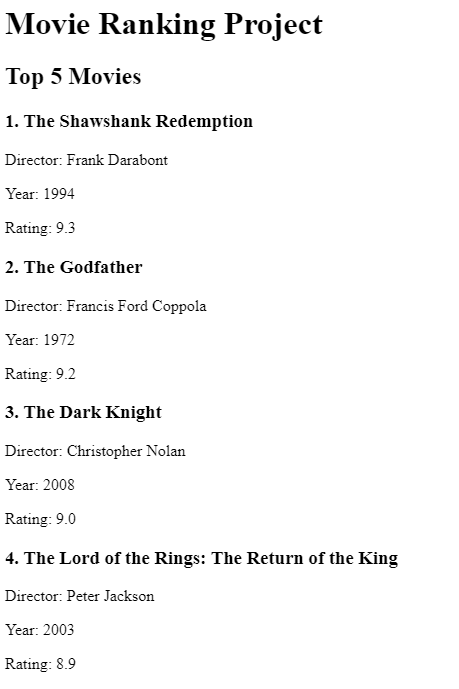 Movie Ranking Project
Top 5 Movies
1. The Shawshank Redemption
Director: Frank Darabont
Year: 1994
Rating: 9.3
2. The Godfather
Director: Francis Ford Coppola
Year: 1972
Rating: 9.2
3. The Dark Knight
Director: Christopher Nolan
Year: 2008
Rating: 9.0
4. The Lord of the Rings: The Return of the King
Director: Peter Jackson
Year: 2003
Rating: 8.9